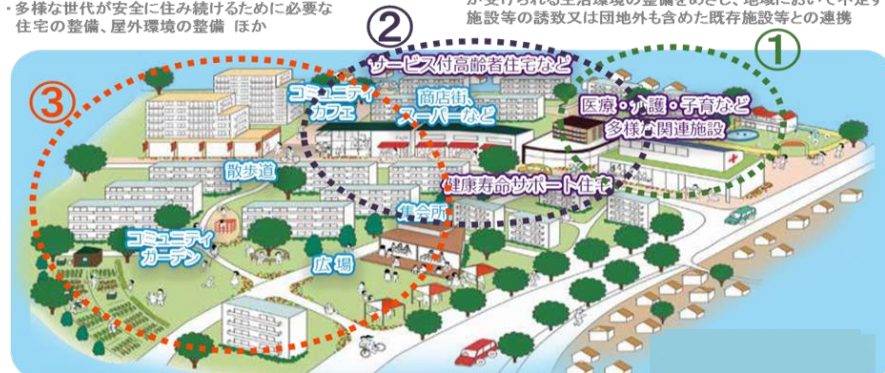 ・多様な世代が安全に住み続けるために必要な
住宅の整備、屋外環境の整備 ほか
施設等の誘致又は団地外も含めた既存施設等との連携
②
①
③
サービス付高齢者住宅など
コミュニティ
カフェ
商店街、
スーパーなど
医療・介護・子育など
多様な関連施設
散歩道
健康寿命サポート住宅
集会所
コミュニティ
ガーデン
広場